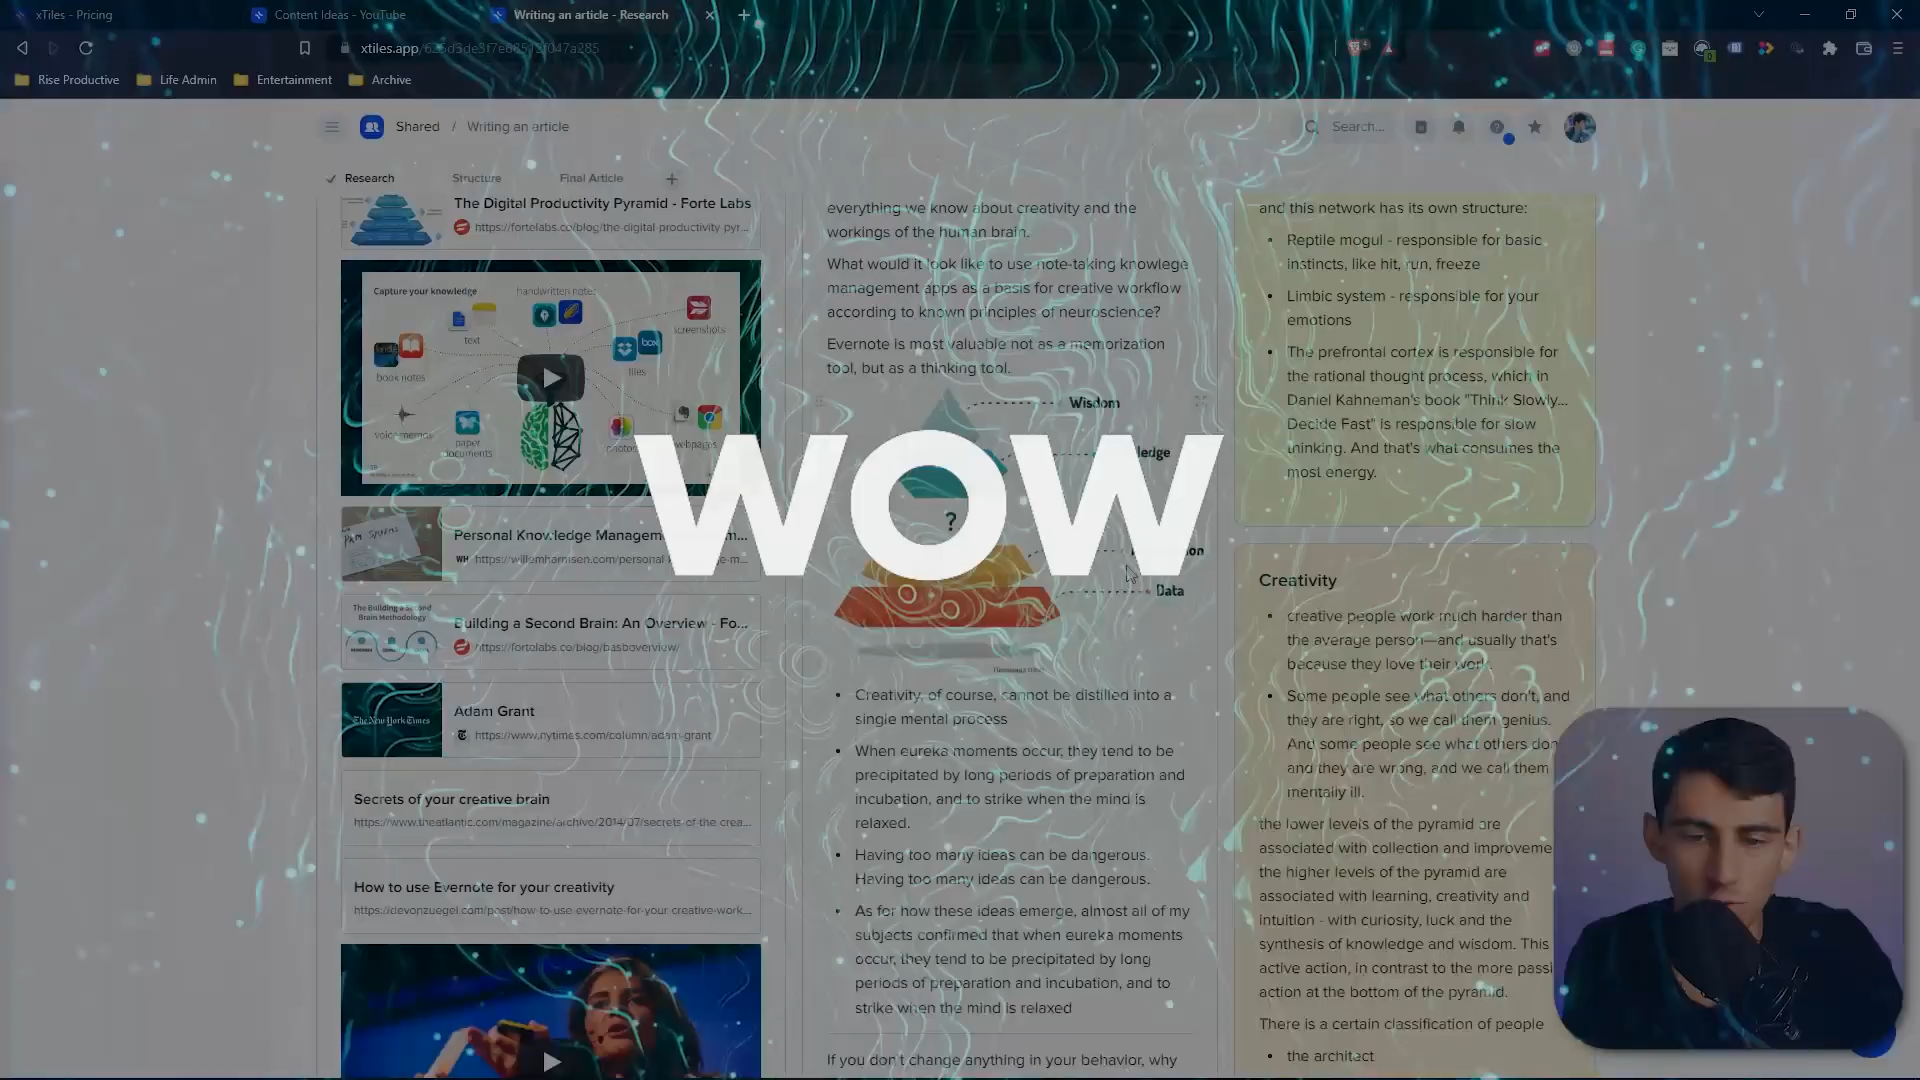 xTiles - Pricing
Content Ideas - YouTube
Writing an article - Research
xtiles.app/
Rise Productive
Life Admin
Entertainment
Archive
Shared / Writing an article
Search...
Research
Structure
Final Article
The Digital Productivity Pyramid - Forte Labs
https://fortelabs.co/blog/the-digital-productivity-pyr...
Capture your knowledge
handwritten notes
text
screenshots
book notes
files
voice memos
paper
documents
photos
webpages
Personal Knowledge Managem
m...
WH
https://willemharmsen.com/personal
e-m...
The Building a Second
Brain Methodology
Building a Second Brain: An Overview - Fo...
https://fortelabs.co/blog/basboverview/
The New York Times
Adam Grant
https://www.nytimes.com/column/adam-grant
Secrets of your creative brain
https://www.theatlantic.com/magazine/archive/2014/07/secrets-of-the-crea...
How to use Evernote for your creativity
https://devonzuegel.com/post/how-to-use-evernote-for-your-creative-work...
everything we know about creativity and the
workings of the human brain.
What would it look like to use note-taking knowlege
management apps as a basis for creative workflow
according to known principles of neuroscience?
Evernote is most valuable not as a memorization
tool, but as a thinking tool.
Wisdom
ledge
WOW
?
on
Data
• Creativity, of course, cannot be distilled into a
single mental process
• When eureka moments occur, they tend to be
precipitated by long periods of preparation and
incubation, and to strike when the mind is
relaxed.
• Having too many ideas can be dangerous.
Having too many ideas can be dangerous.
• As for how these ideas emerge, almost all of my
subjects confirmed that when eureka moments
occur, they tend to be precipitated by long
periods of preparation and incubation, and to
strike when the mind is relaxed
If you don't change anything in your behavior, why
and this network has its own structure:
• Reptile mogul - responsible for basic
instincts, like hit, run, freeze
• Limbic system - responsible for your
emotions
• The prefrontal cortex is responsible for
the rational thought process, which in
Daniel Kahneman's book "Think Slowly...
Decide Fast" is responsible for slow
thinking. And that's what consumes the
most energy.
Creativity
• creative people work much harder than
the average person—and usually that's
because they love their work.
• Some people see what others don't, and
they are right, so we call them genius.
And some people see what others don
and they are wrong, and we call them
mentally ill.
the lower levels of the pyramid are
associated with collection and improveme
the higher levels of the pyramid are
associated with learning, creativity and
intuition - with curiosity, luck and the
synthesis of knowledge and wisdom. This
active action, in contrast to the more passi
action at the bottom of the pyramid.
There is a certain classification of people
• the architect